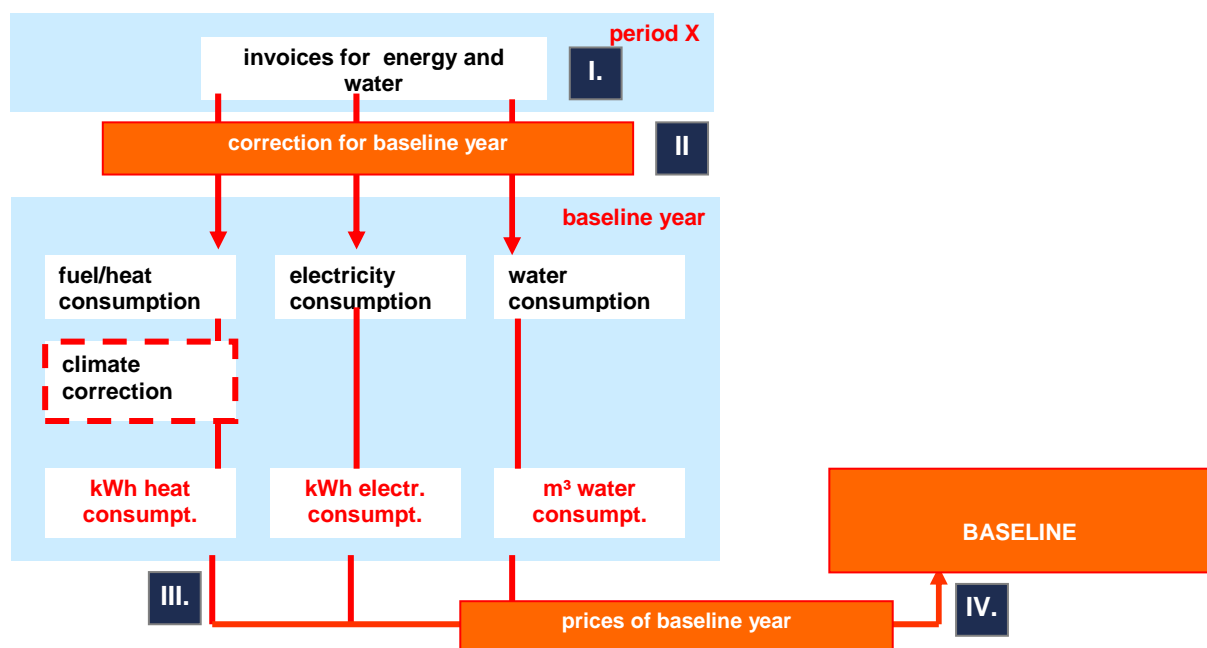 period X
invoices for energy and
water
I.
correction for baseline year
II
baseline year
fuel/heat
consumption
electricity
consumption
water
consumption
climate
correction
kWh heat
consumpt.
kWh electr.
consumpt.
m³ water
consumpt.
BASELINE
III.
prices of baseline year
IV.